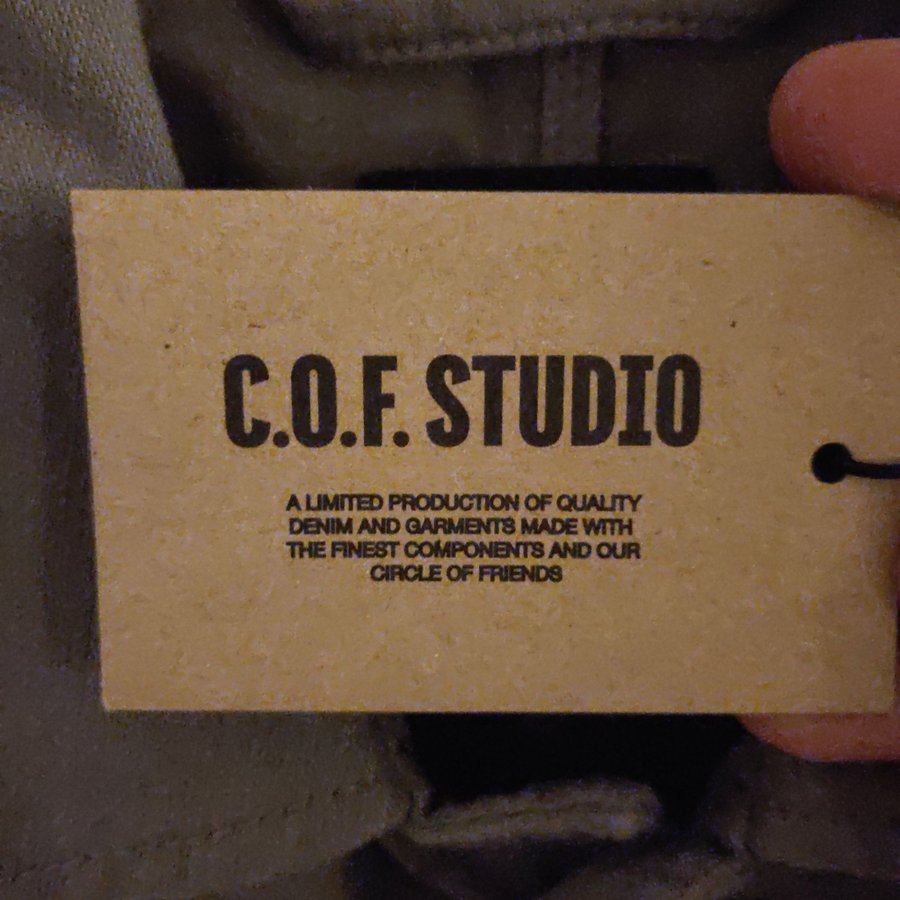 C.O.F. STUDIO
A LIMITED PRODUCTION OF QUALITY
DENIM AND GARMENTS MADE WITH
THE FINEST COMPONENTS AND OUR
CIRCLE OF FRIENDS